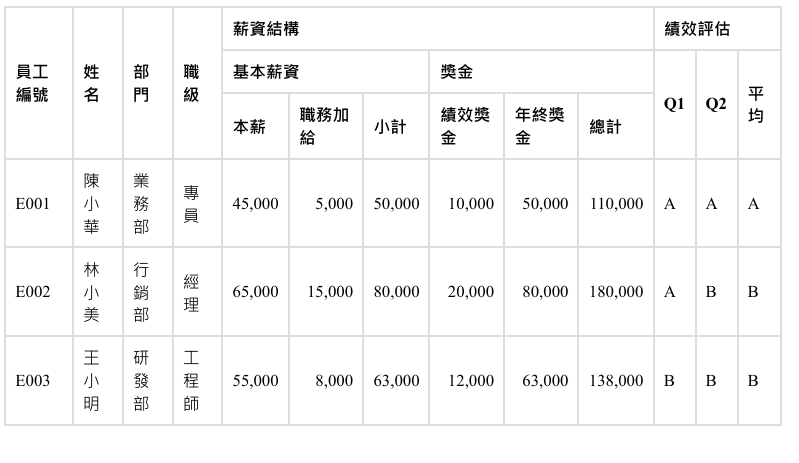 薪資結構 績效評估
員工編號 姓名 部門 職級 基本薪資 獎金 Q1 Q2 平均
本薪 職務加給 小計 績效獎金 年終獎金 總計
E001 陳小華 業務部 專員 45,000 5,000 50,000 10,000 50,000 110,000 A A A
E002 林小美 行銷部 經理 65,000 15,000 80,000 20,000 80,000 180,000 A B B
E003 王小明 研發部 工程師 55,000 8,000 63,000 12,000 63,000 138,000 B B B